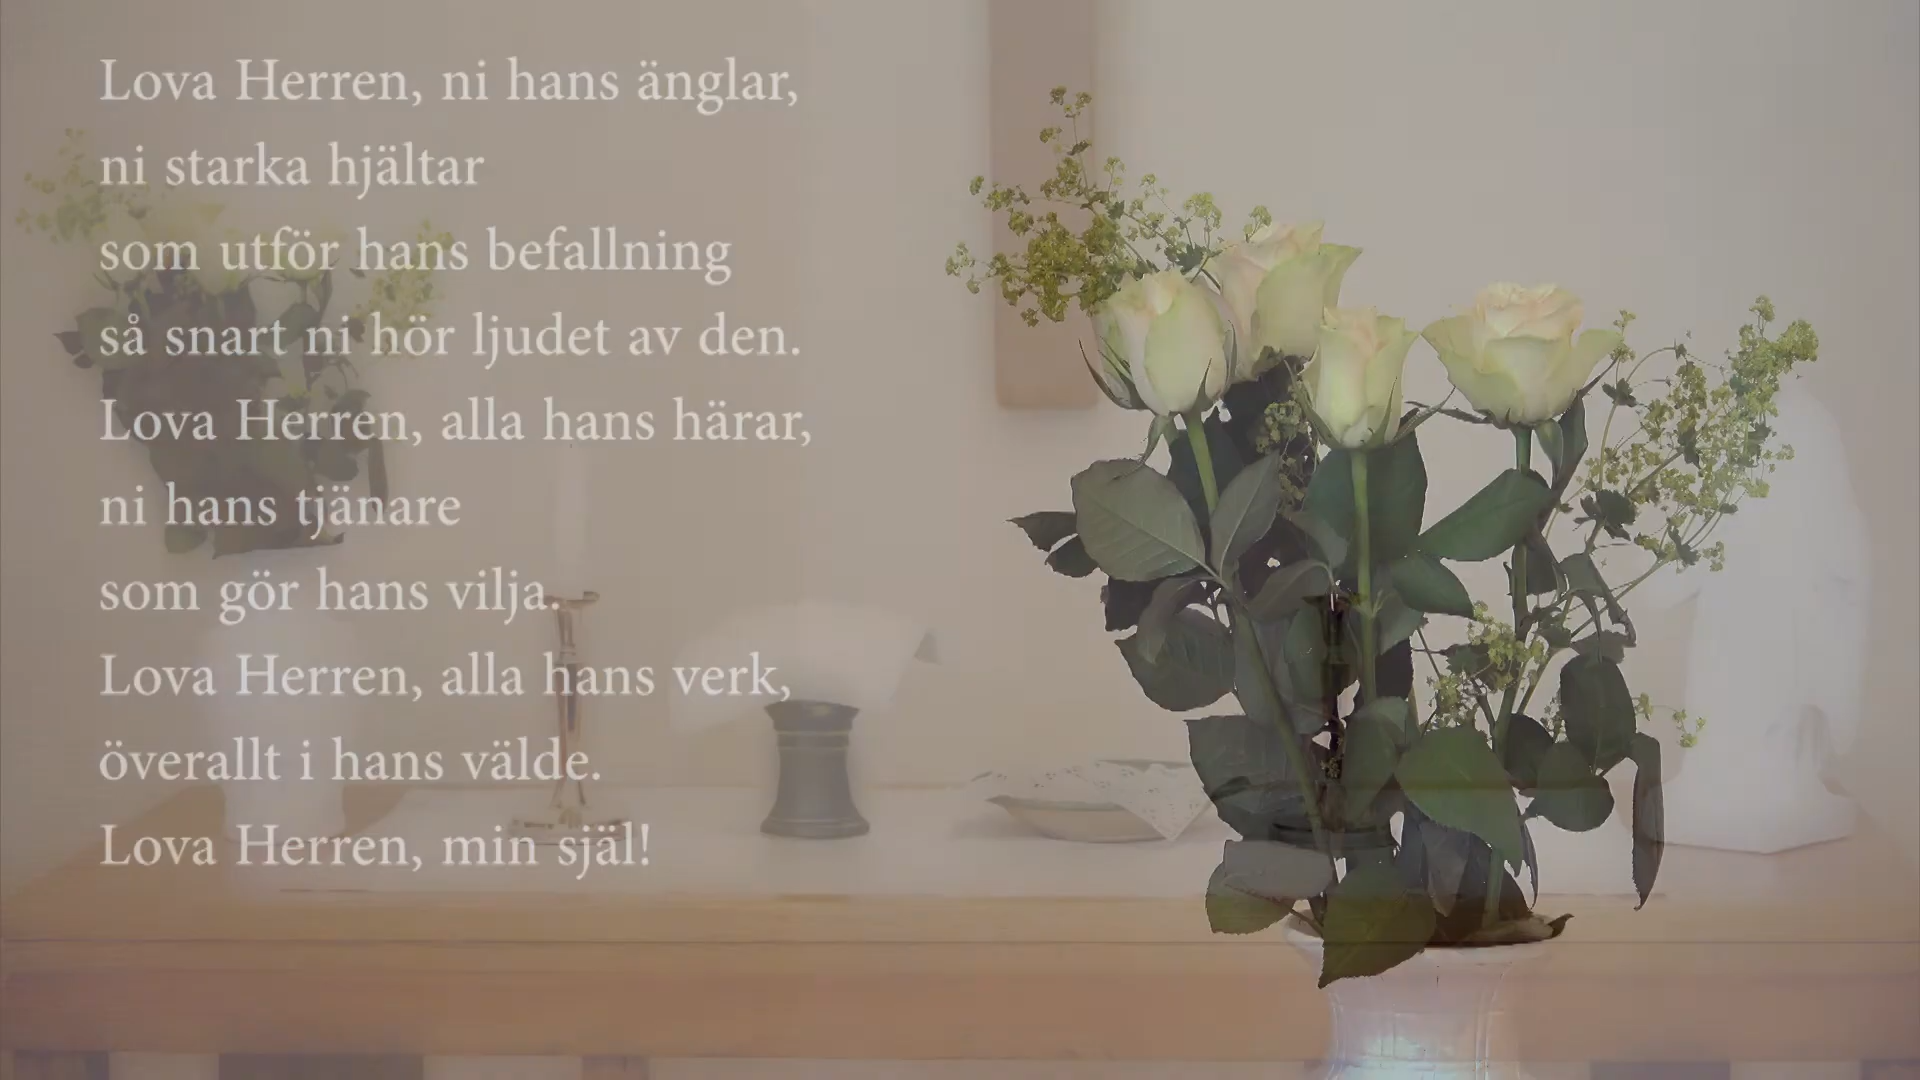 Lova Herren, ni hans änglar,
ni starka hjältar
som utför hans befallning
så snart ni hör ljudet av den.
Lova Herren, alla hans härar,
ni hans tjänare
som gör hans vilja.
Lova Herren, alla hans verk,
överallt i hans välde.
Lova Herren, min själ!